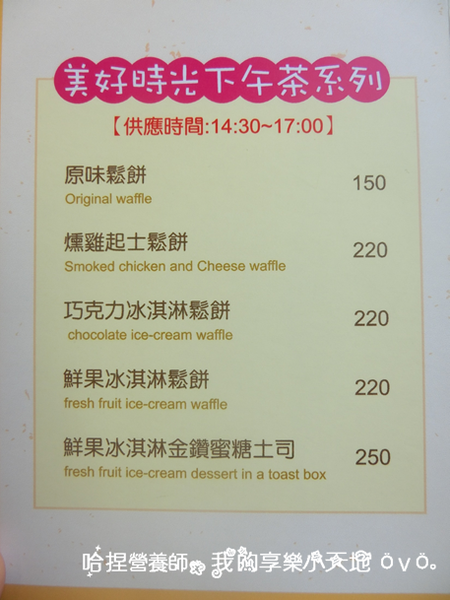 美好時光下午茶系列
【供應時間:14:30~17:00】
原味鬆餅 150
Original waffle
燻雞起士鬆餅 220
Smoked chicken and Cheese waffle
巧克力冰淇淋鬆餅 220
chocolate ice-cream waffle
鮮果冰淇淋鬆餅 220
fresh fruit ice-cream waffle
鮮果冰淇淋金鑽蜜糖土司 250
fresh fruit ice-cream dessert in a toast box
哈捏營養師 我的享樂小天地 ò v ó。